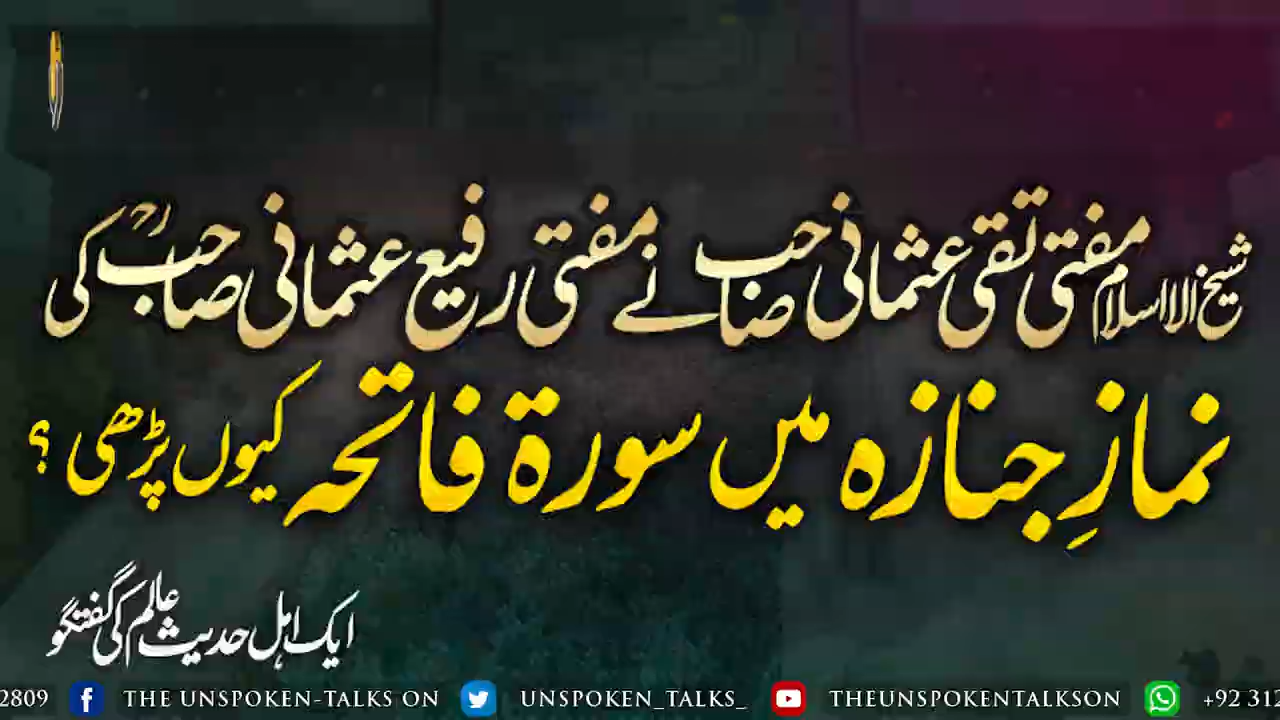 شیخ الااسلام مفتی تقی عثمانی صاحب نے مفتی رفیع عثمانی صاحبؒ کی
نمازِ جنازہ میں سورۃ فاتحہ کیوں پڑھی ؟
ایک اہل حدیث عالم کی گفتگو
2809 THE UNSPOKEN-TALKS ON UNSPOKEN_TALKS_ THEUNSPOKENTALKSON +92 312